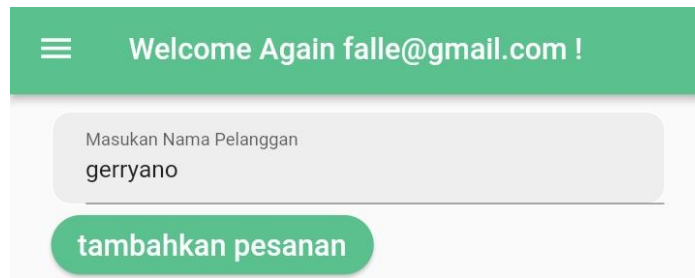 Welcome Again falle@gmail.com !
Masukan Nama Pelanggan
gerryano
tambahkan pesanan